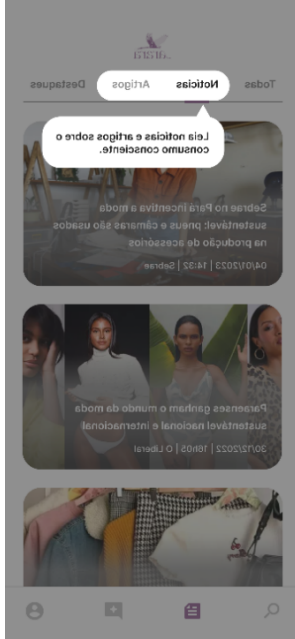 .arara
Todas Notícias Artigos Destaques
Leia notícias e artigos sobre o
consumo consciente.
Sebrae no Pará incentiva a moda
sustentável; pneus e câmaras são usados
na produção de acessórios
04/01/2023 | 14:32 | Sebrae
Paraenses ganham o mundo da moda
sustentável nacional e internacional
30/12/2022 | 16h05 | O Liberal